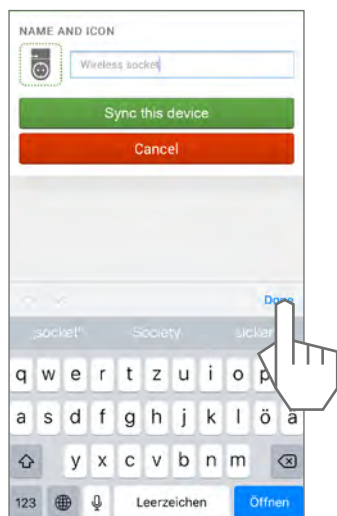 NAME AND ICON
Wireless socket
Sync this device
Cancel
Done
"socket" Society
q w e r t z u i o p
a s d f g h j k l ö ä
y x c v b n m
123 Leerzeichen Öffnen